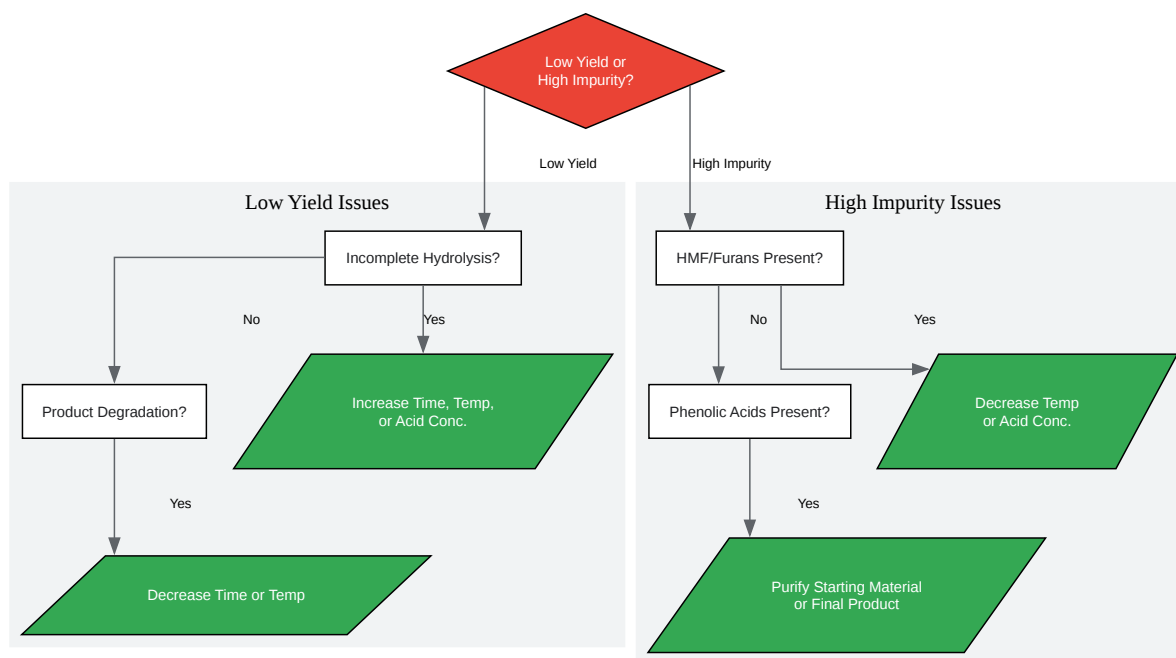 Low Yield or
High Impurity?
Low Yield
High Impurity
Low Yield Issues
High Impurity Issues
Incomplete Hydrolysis?
HMF/Furans Present?
No
Yes
No
Yes
Product Degradation?
Increase Time, Temp,
or Acid Conc.
Phenolic Acids Present?
Decrease Temp
or Acid Conc.
Yes
Yes
Decrease Time or Temp
Purify Starting Material
or Final Product